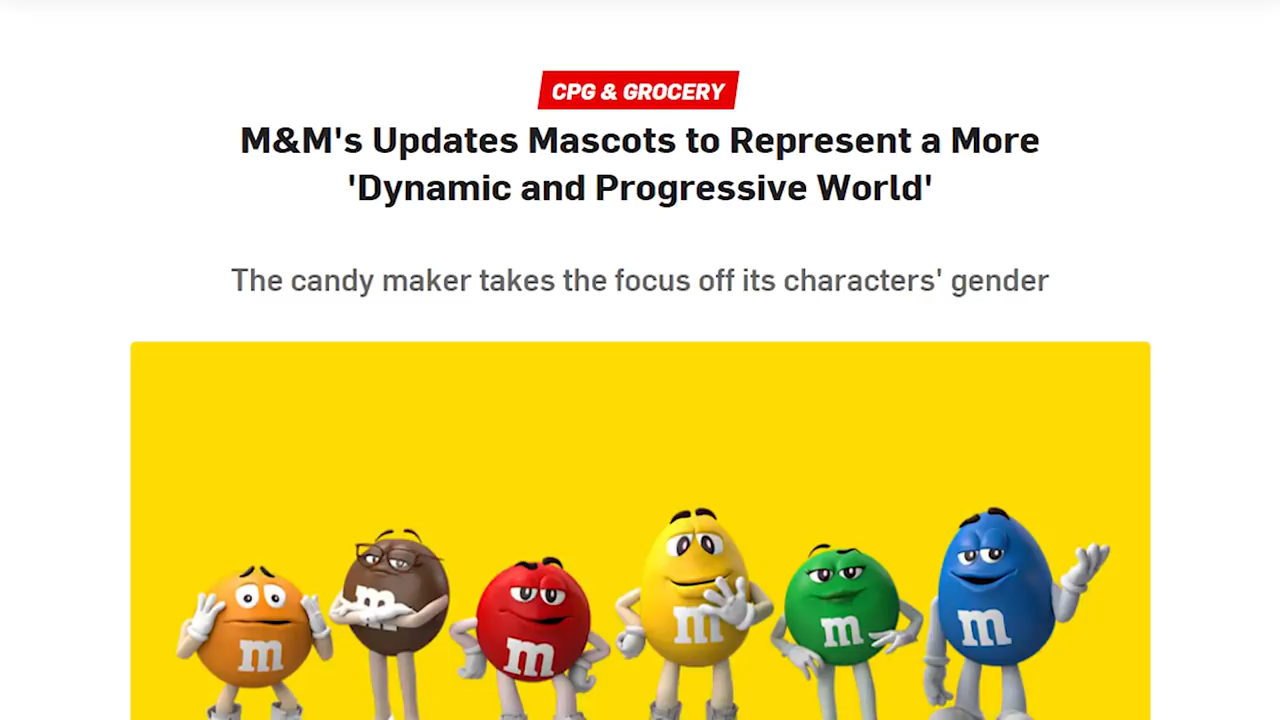 CPG & GROCERY
M&M's Updates Mascots to Represent a More
'Dynamic and Progressive World'
The candy maker takes the focus off its characters' gender
m
m
m
m
m
m